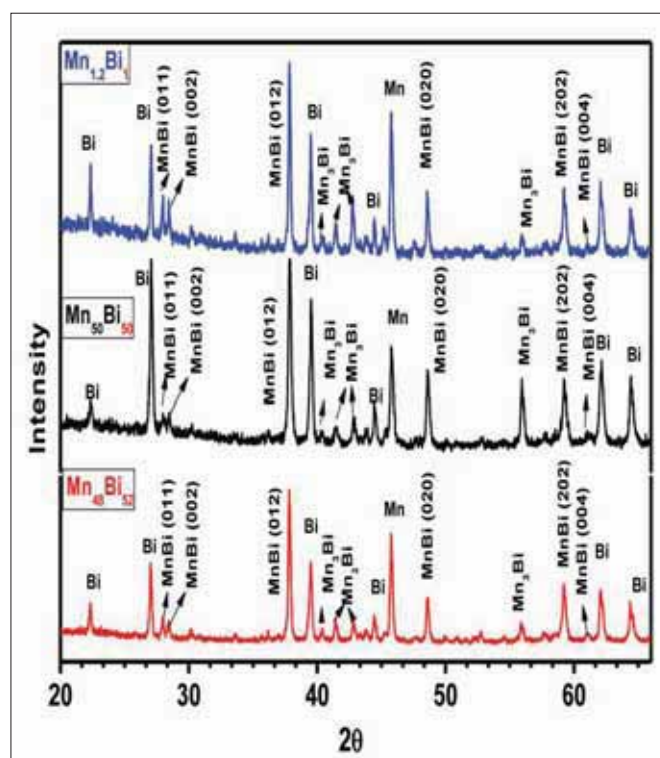 Mn1.2Bi1
Bi
Bi
MnBi (011)
MnBi (002)
MnBi (012)
Bi
Mn3Bi
Mn3Bi
Bi
Mn
MnBi (020)
Mn3Bi
MnBi (202)
MnBi (004)
Bi
Bi
Mn50Bi50
Bi
Bi
MnBi (011)
MnBi (002)
MnBi (012)
Bi
Mn3Bi
Mn3Bi
Bi
Mn
MnBi (020)
Mn3Bi
MnBi (202)
MnBi (004)
Bi
Bi
Mn48Bi52
Bi
Bi
MnBi (011)
MnBi (002)
MnBi (012)
Bi
Mn3Bi
Mn3Bi
Bi
Mn
MnBi (020)
Mn3Bi
MnBi (202)
MnBi (004)
Bi
Bi
Intensity
20 30 40 50 60
2θ